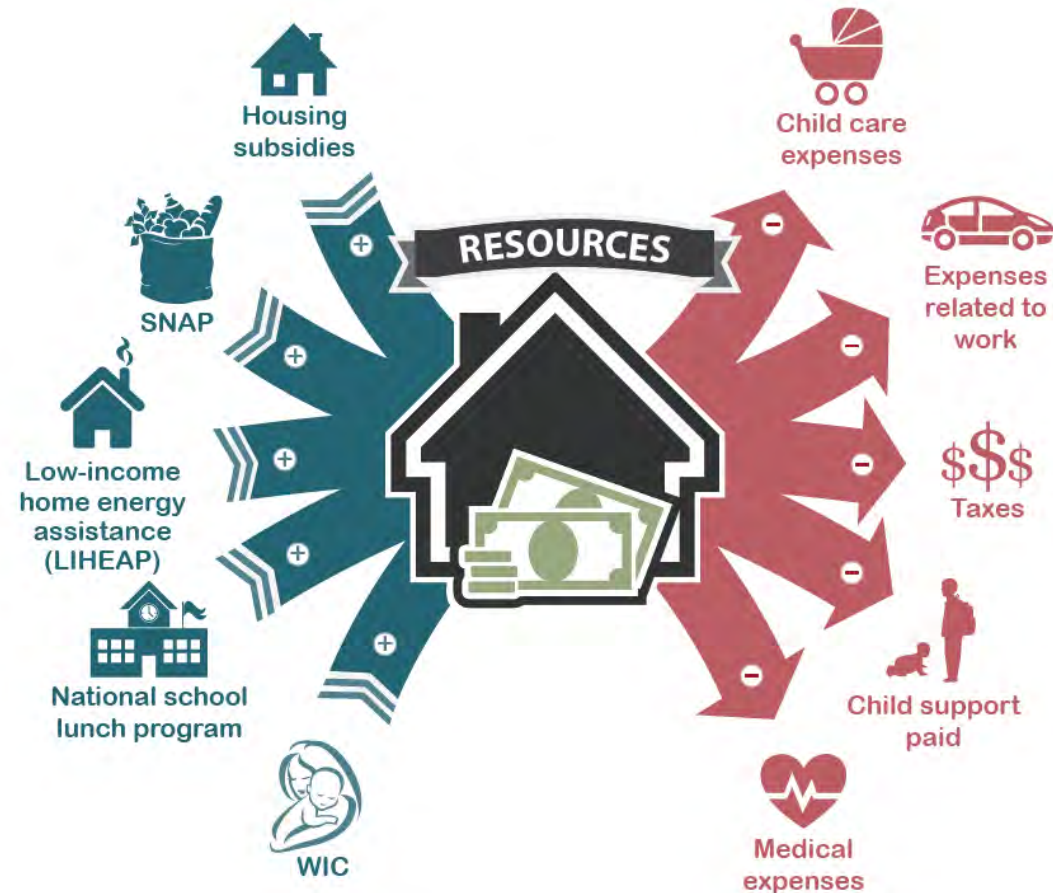 Housing
subsidies
SNAP
Low-income
home energy
assistance
(LIHEAP)
National school
lunch program
WIC
RESOURCES
Child care
expenses
Expenses
related to
work
$$$
Taxes
Child support
paid
Medical
expenses